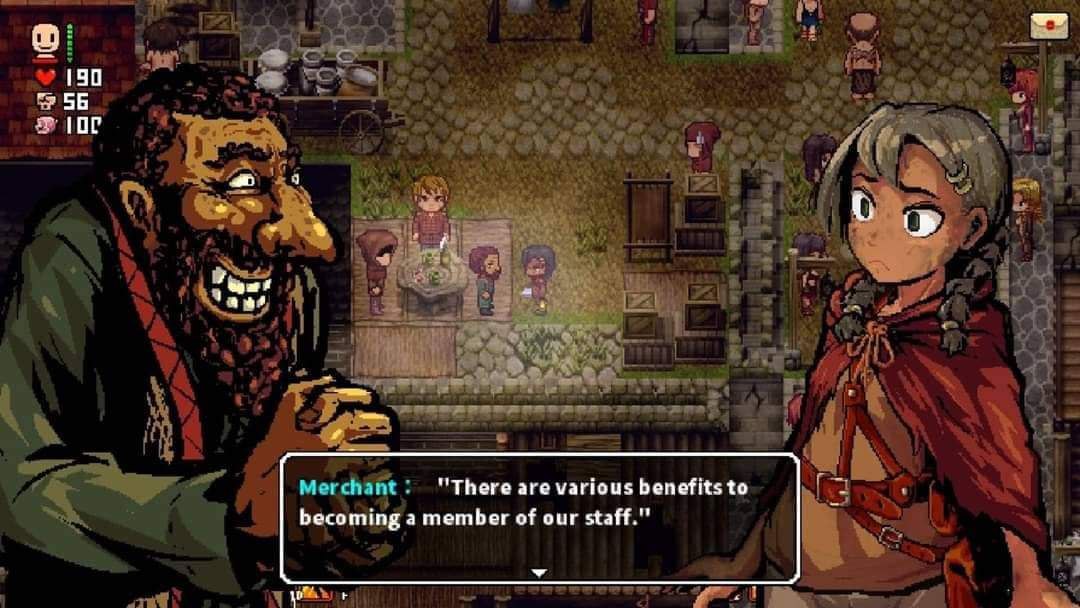 190
56
100
Merchant : "There are various benefits to
becoming a member of our staff."